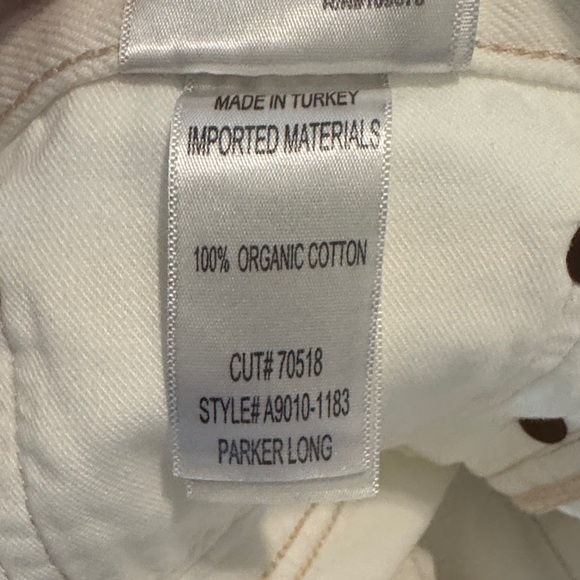 MADE IN TURKEY
IMPORTED MATERIALS
100% ORGANIC COTTON
CUT# 70518
STYLE# A9010-1183
PARKER LONG